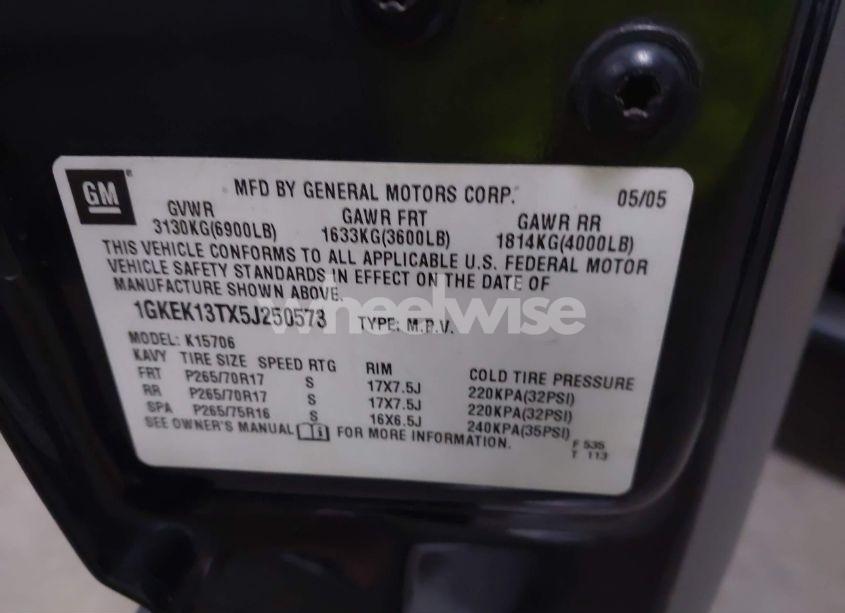 GM
MFD BY GENERAL MOTORS CORP. 05/05
GVWR GAWR FRT GAWR RR
3130KG(6900LB) 1633KG(3600LB) 1814KG(4000LB)
THIS VEHICLE CONFORMS TO ALL APPLICABLE U.S. FEDERAL MOTOR
VEHICLE SAFETY STANDARDS IN EFFECT ON THE DATE OF
MANUFACTURE SHOWN ABOVE.
1GKEK13TX5J250573 TYPE: M.P.V.
wheelwise
MODEL: K15706
KAVY TIRE SIZE SPEED RTG RIM COLD TIRE PRESSURE
FRT P265/70R17 S 17X7.5J 220KPA(32PSI)
RR P265/70R17 S 17X7.5J 220KPA(32PSI)
SPA P265/75R16 S 16X6.5J 240KPA(35PSI)
SEE OWNER'S MANUAL FOR MORE INFORMATION.
F 535
T 113